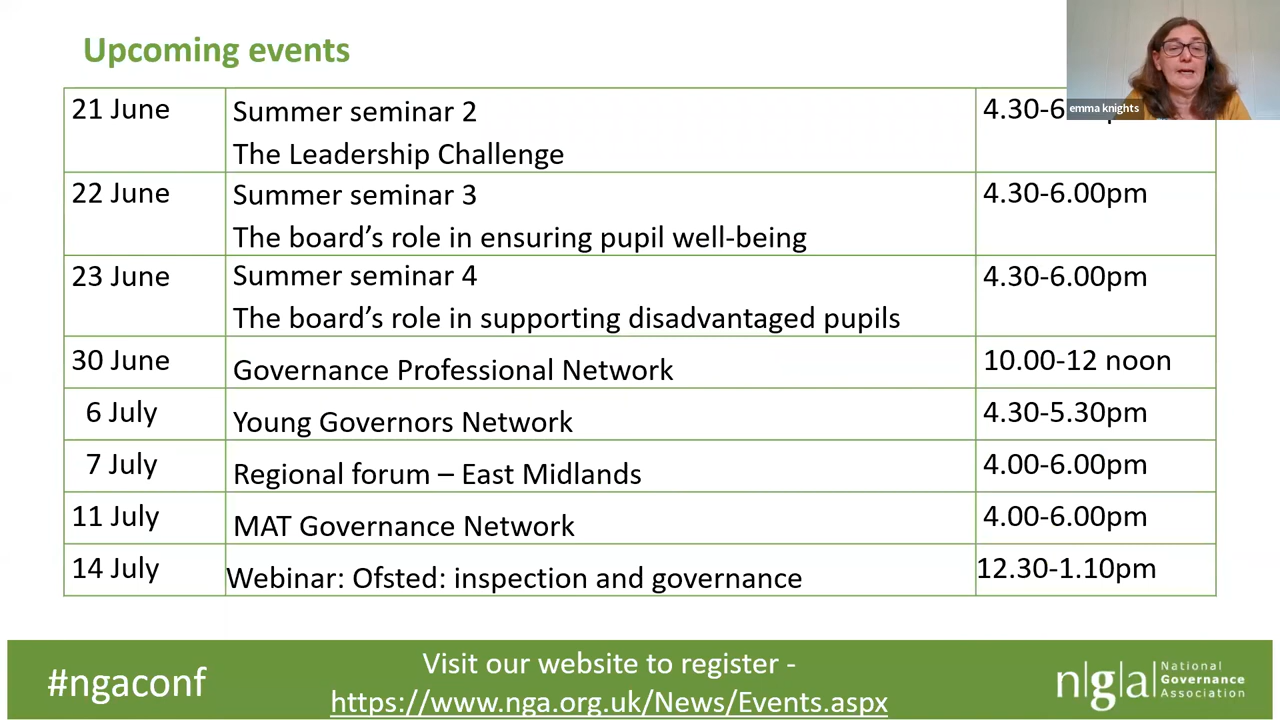 Upcoming events
emma knights
21 June
Summer seminar 2
The Leadership Challenge
22 June
Summer seminar 3
The board's role in ensuring pupil well-being
4.30-6.00pm
23 June
Summer seminar 4
The board's role in supporting disadvantaged pupils
4.30-6.00pm
30 June
Governance Professional Network
10.00-12 noon
6 July
Young Governors Network
4.30-5.30pm
7 July
Regional forum – East Midlands
4.00-6.00pm
11 July
MAT Governance Network
4.00-6.00pm
14 July
Webinar: Ofsted: inspection and governance
12.30-1.10pm
#ngaconf
Visit our website to register -
https://www.nga.org.uk/News/Events.aspx
n|g|a
National
Governance
Association